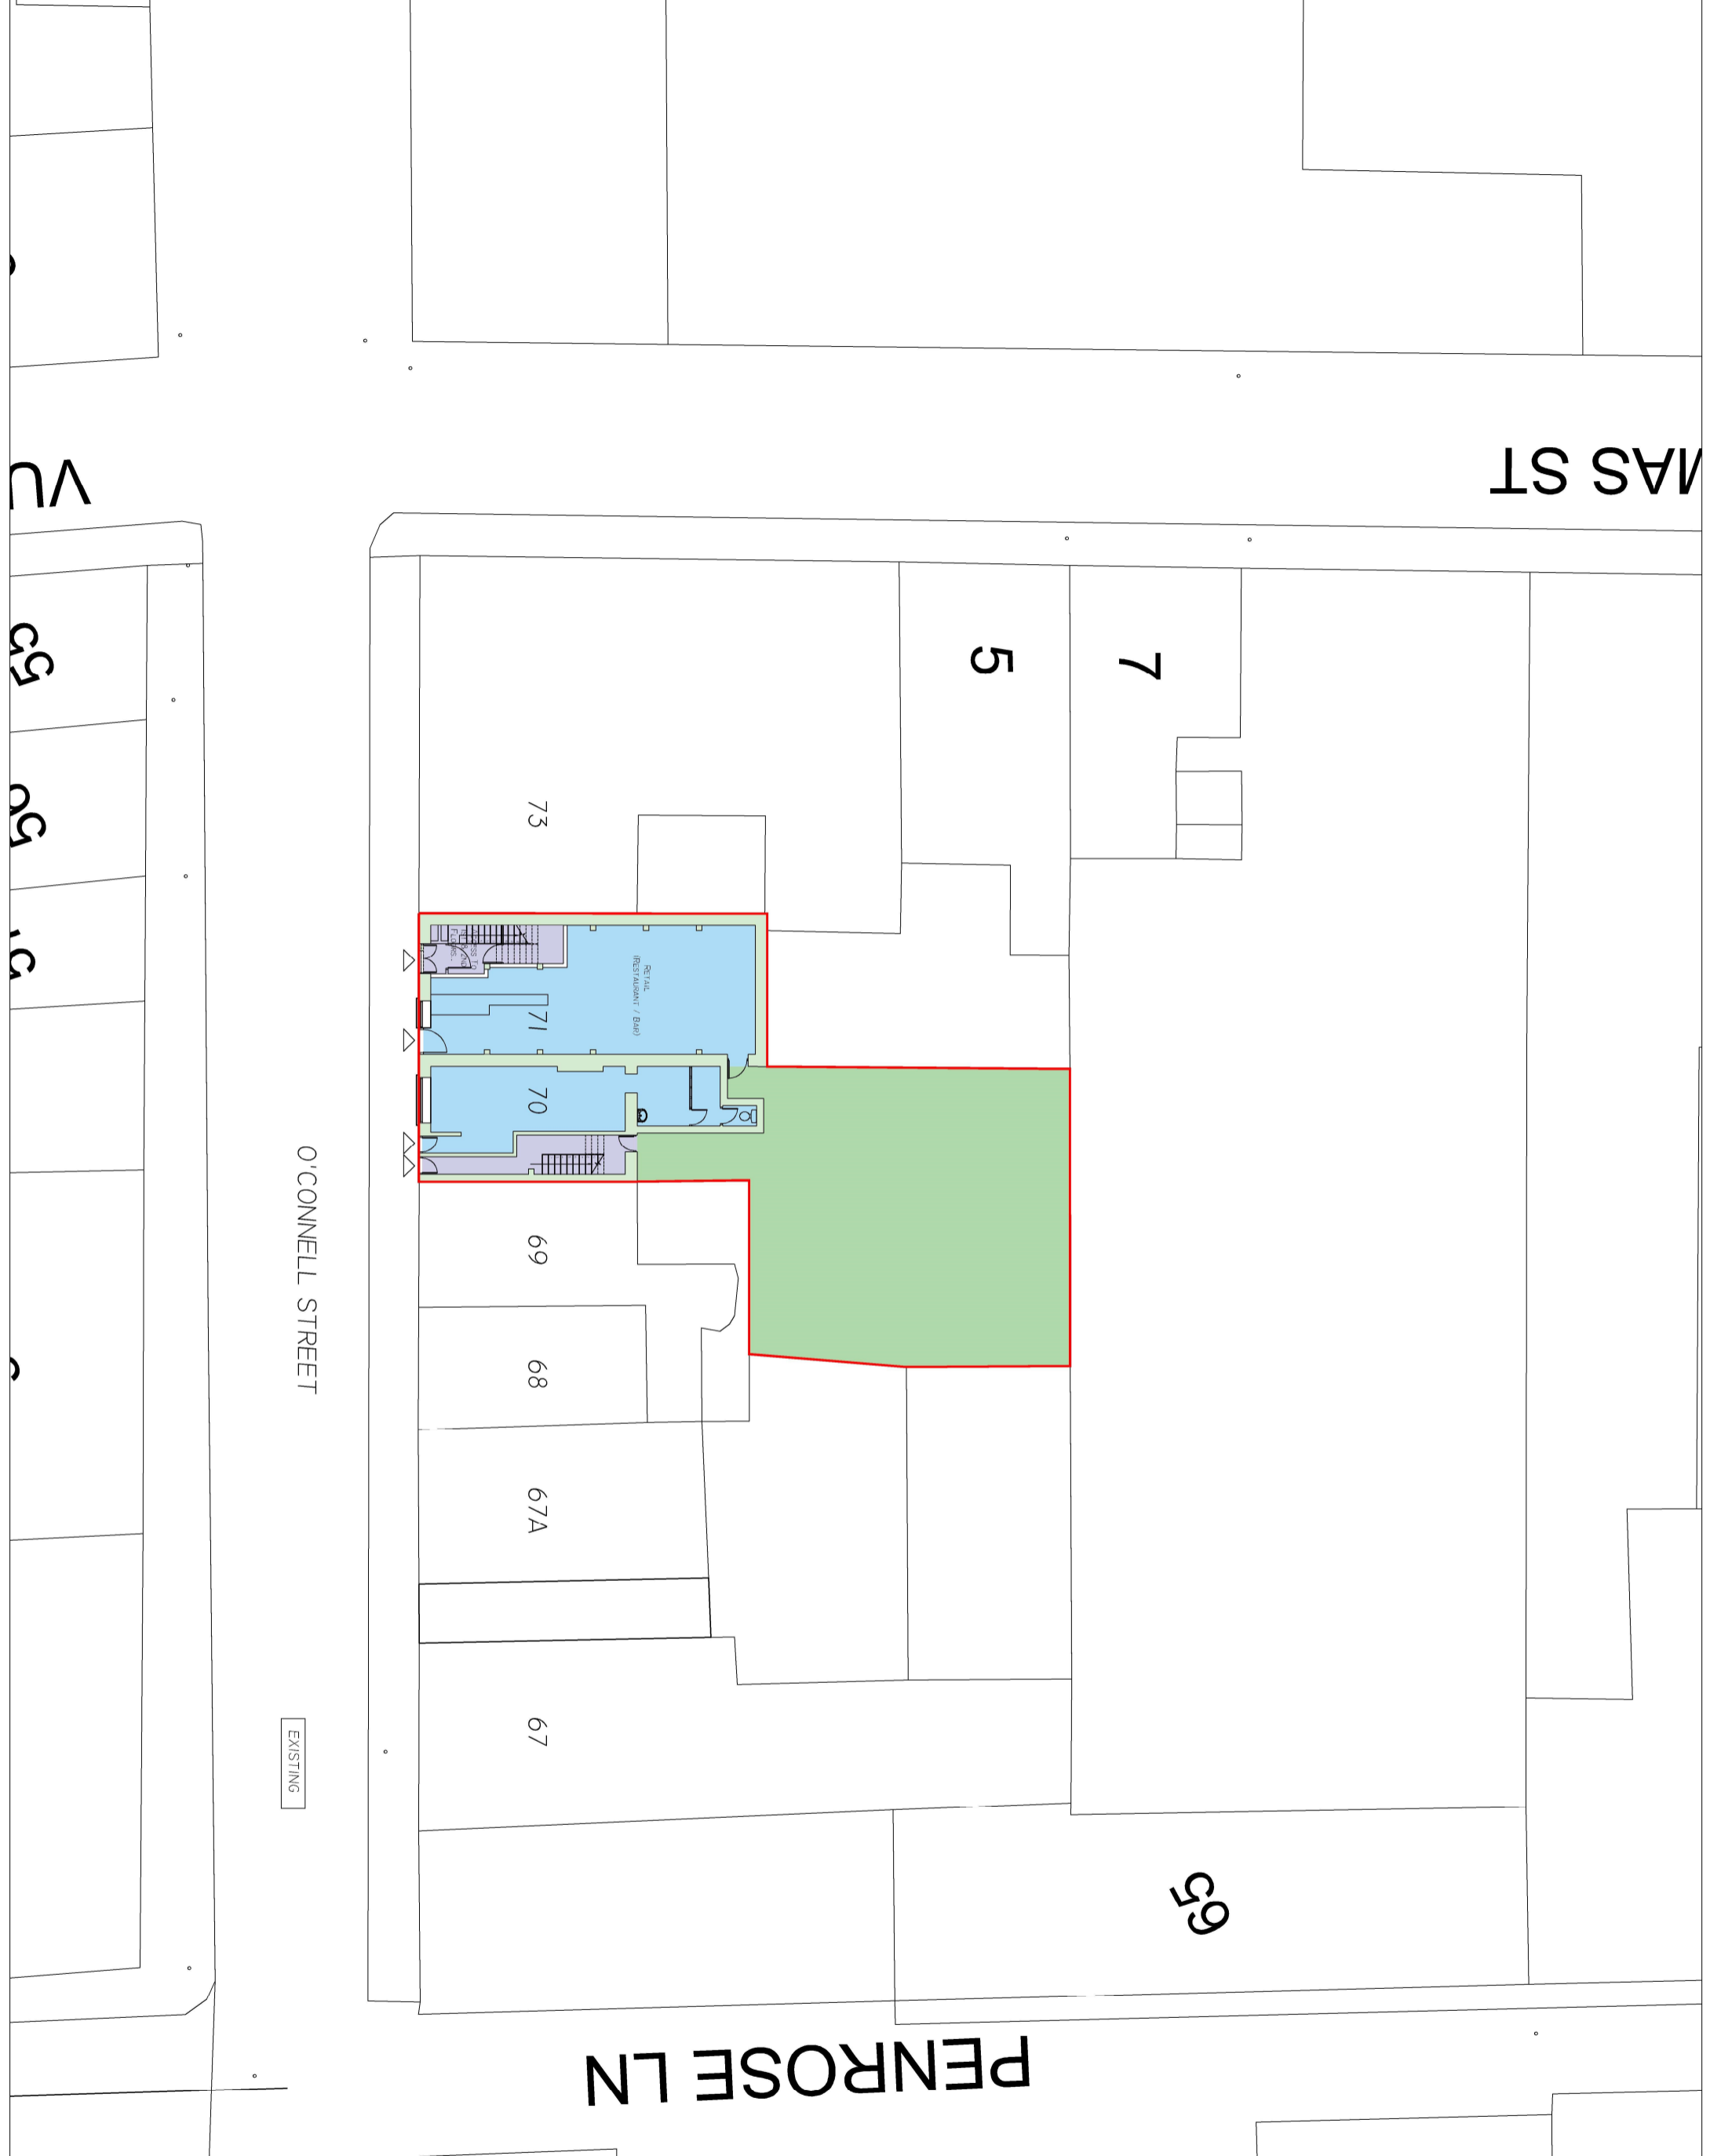 VU
MAS ST
5
7
73
RETAIL
(RESTAURANT / BAR)
71
70
O'CONNELL STREET
69
68
67A
67
EXISTING
65
PENROSE LN